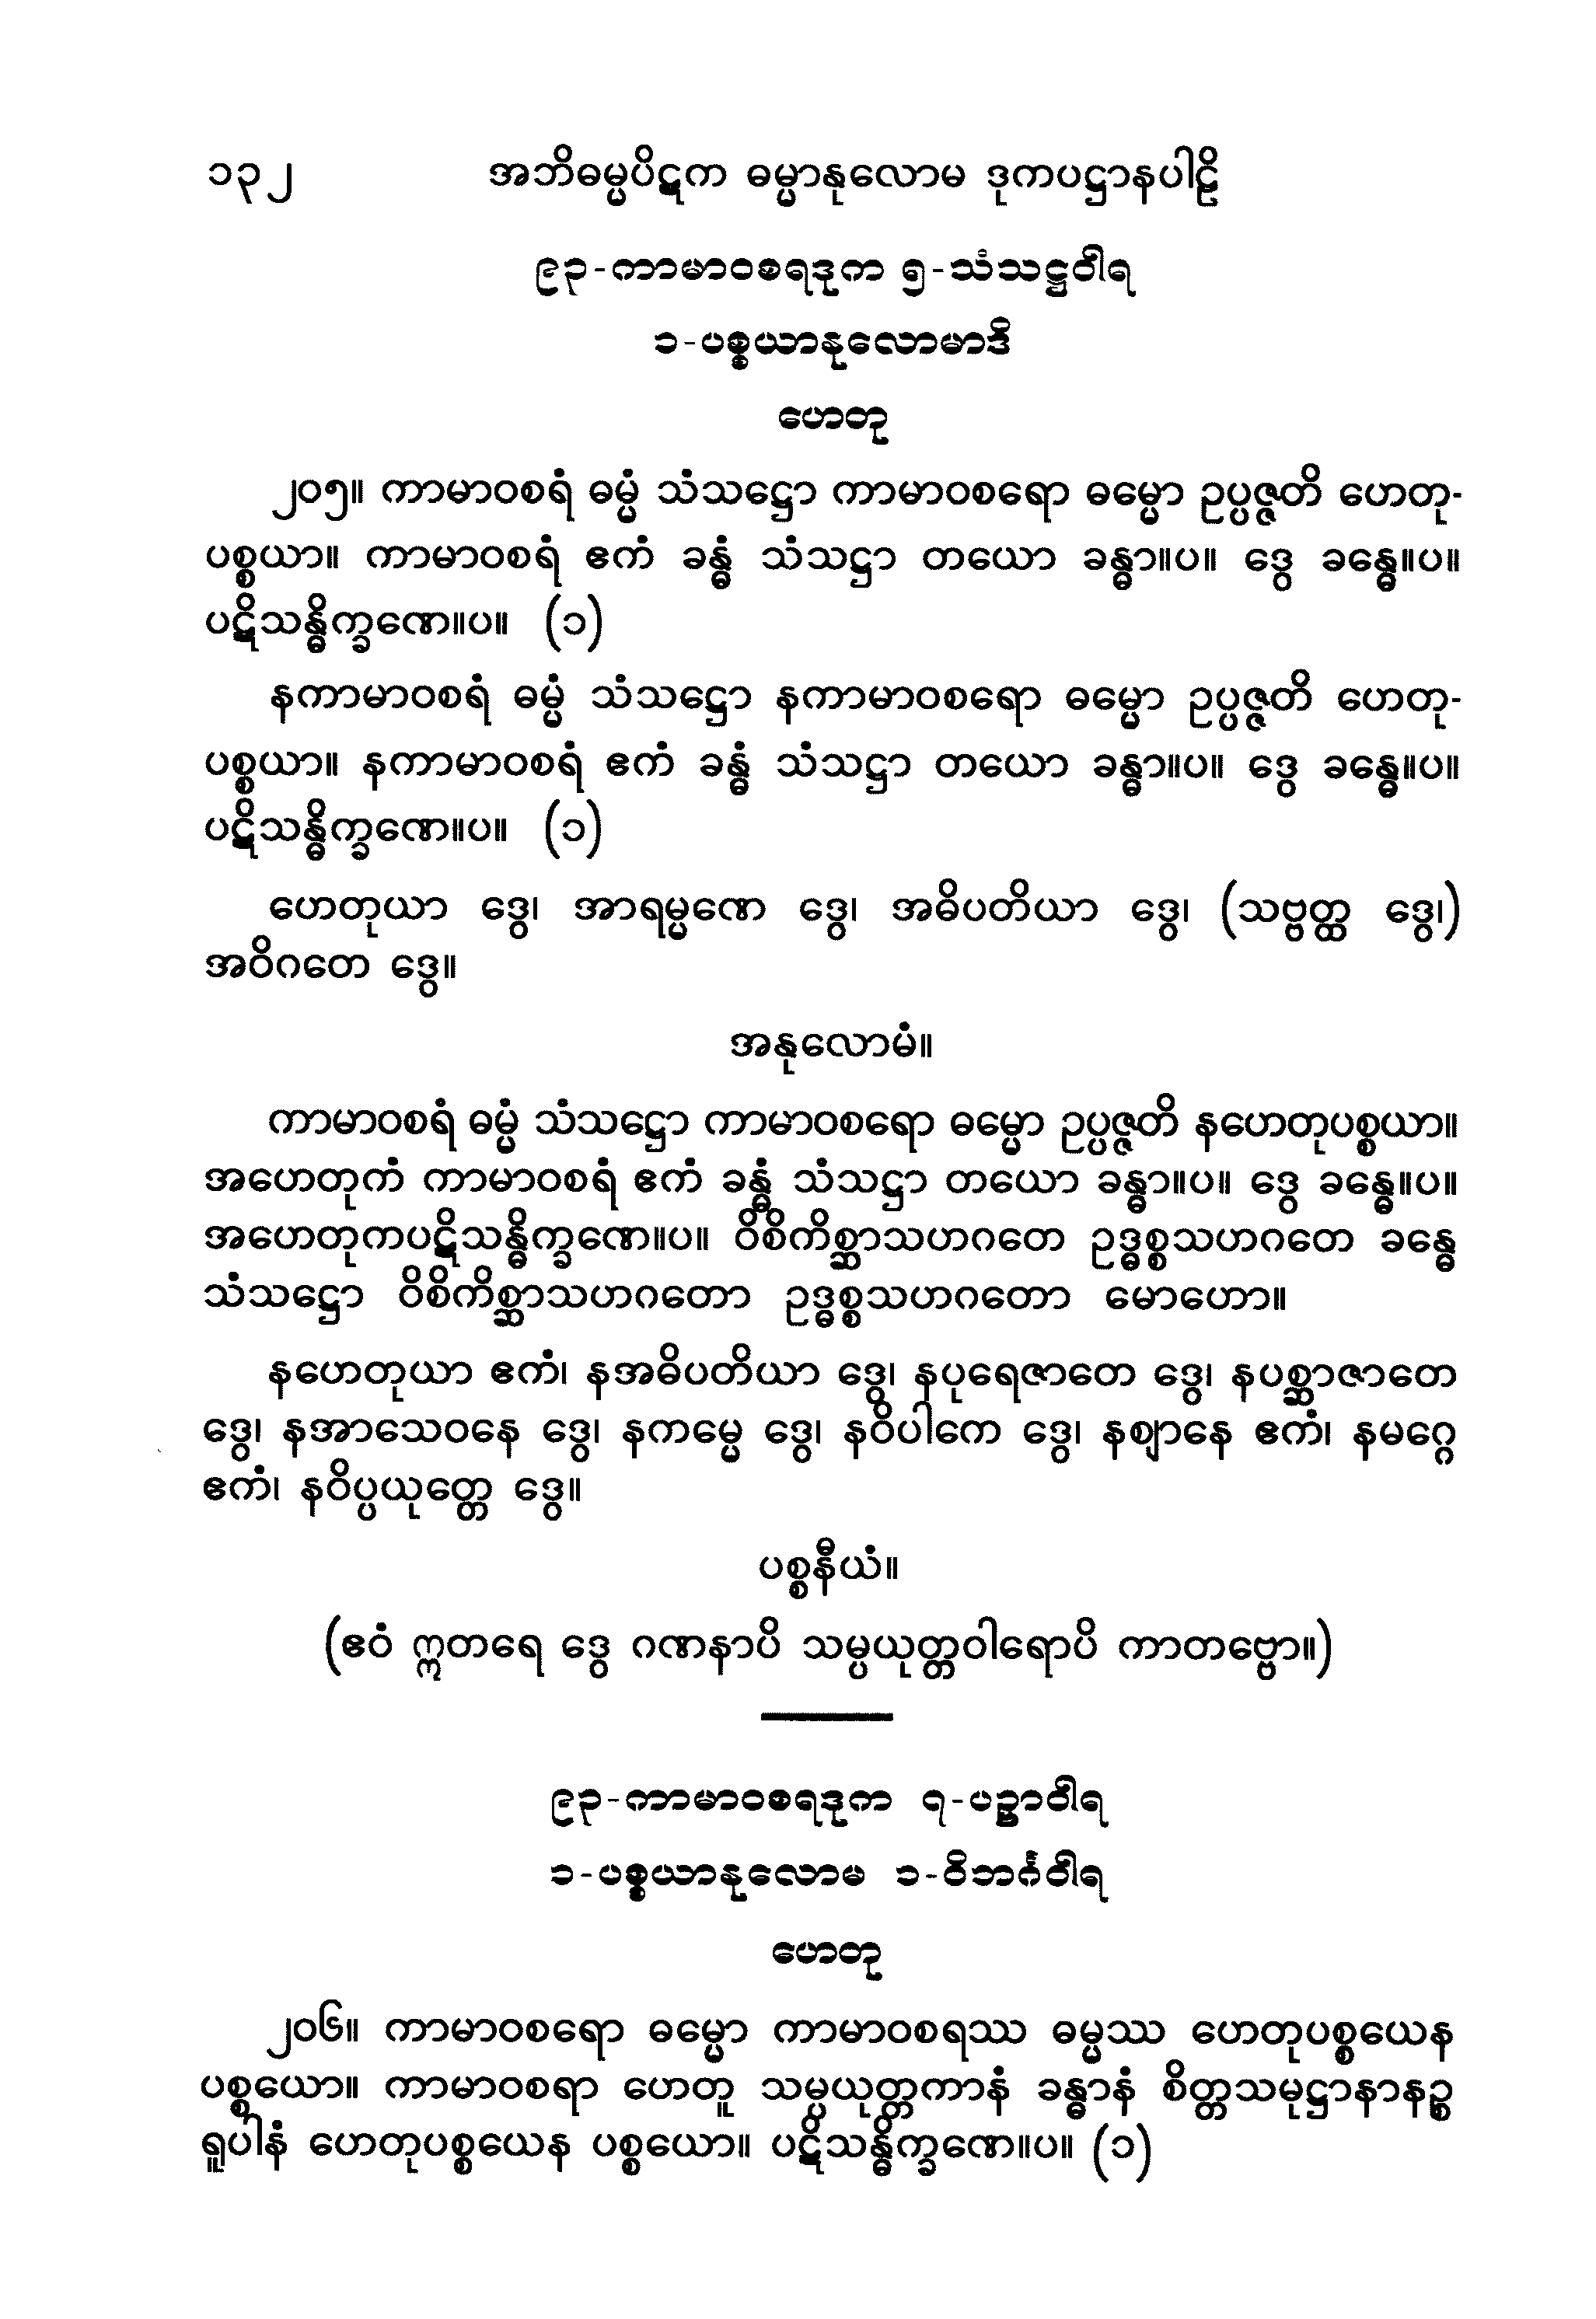 ၁၃၂ အဘိဓမ္မပိဋက ဓမ္မာနုလောမ ဒုကပဋ္ဌာနပါဠိ
၉၃-ကာမာဝစရဒုက ၅-သံသဋ္ဌဝါရ
၁-ပစ္စယာနုလောမာဒိ
ဟေတု
၂၀၅။ ကာမာဝစရံ ဓမ္မံ သံသဋ္ဌော ကာမာဝစရော ဓမ္မော ဥပ္ပဇ္ဇတိ ဟေတု-
ပစ္စယာ။ ကာမာဝစရံ ဧကံ ခန္ဓံ သံသဋ္ဌာ တယော ခန္ဓာ။ပ။ ဒွေ ခန္ဓေ။ပ။
ပဋိသန္ဓိက္ခဏေ။ပ။ (၁)
နကာမာဝစရံ ဓမ္မံ သံသဋ္ဌော နကာမာဝစရော ဓမ္မော ဥပ္ပဇ္ဇတိ ဟေတု-
ပစ္စယာ။ နကာမာဝစရံ ဧကံ ခန္ဓံ သံသဋ္ဌာ တယော ခန္ဓာ။ပ။ ဒွေ ခန္ဓေ။ပ။
ပဋိသန္ဓိက္ခဏေ။ပ။ (၁)
ဟေတုယာ ဒွေ၊ အာရမ္မဏေ ဒွေ၊ အဓိပတိယာ ဒွေ၊ (သဗ္ဗတ္ထ ဒွေ၊)
အဝိဂတေ ဒွေ။
အနုလောမံ။
ကာမာဝစရံ ဓမ္မံ သံသဋ္ဌော ကာမာဝစရော ဓမ္မော ဥပ္ပဇ္ဇတိ နဟေတုပစ္စယာ။
အဟေတုကံ ကာမာဝစရံ ဧကံ ခန္ဓံ သံသဋ္ဌာ တယော ခန္ဓာ။ပ။ ဒွေ ခန္ဓေ။ပ။
အဟေတုကပဋိသန္ဓိက္ခဏေ။ပ။ ဝိစိကိစ္ဆာသဟဂတေ ဥဒ္ဓစ္စသဟဂတေ ခန္ဓေ
သံသဋ္ဌော ဝိစိကိစ္ဆာသဟဂတော ဥဒ္ဓစ္စသဟဂတော မောဟော။
နဟေတုယာ ဧကံ၊ နအဓိပတိယာ ဒွေ၊ နပုရေဇာတေ ဒွေ၊ နပစ္ဆာဇာတေ
ဒွေ၊ နအာသေဝနေ ဒွေ၊ နကမ္မေ ဒွေ၊ နဝိပါကေ ဒွေ၊ နဈာနေ ဧကံ၊ နမဂ္ဂေ
ဧကံ၊ နဝိပ္ပယုတ္တေ ဒွေ။
ပစ္စနီယံ။
(ဧဝံ ဣတရေ ဒွေ ဂဏနာပိ သမ္ပယုတ္တဝါရောပိ ကာတဗ္ဗော။)
၉၃-ကာမာဝစရဒုက ၇-ပဉှာဝါရ
၁-ပစ္စယာနုလောမ ၁-ဝိဘင်္ဂဝါရ
ဟေတု
၂၀၆။ ကာမာဝစရော ဓမ္မော ကာမာဝစရဿ ဓမ္မဿ ဟေတုပစ္စယေန
ပစ္စယော။ ကာမာဝစရာ ဟေတူ သမ္ပယုတ္တကာနံ ခန္ဓာနံ စိတ္တသမုဋ္ဌာနာနဉ္စ
ရူပါနံ ဟေတုပစ္စယေန ပစ္စယော။ ပဋိသန္ဓိက္ခဏေ။ပ။ (၁)